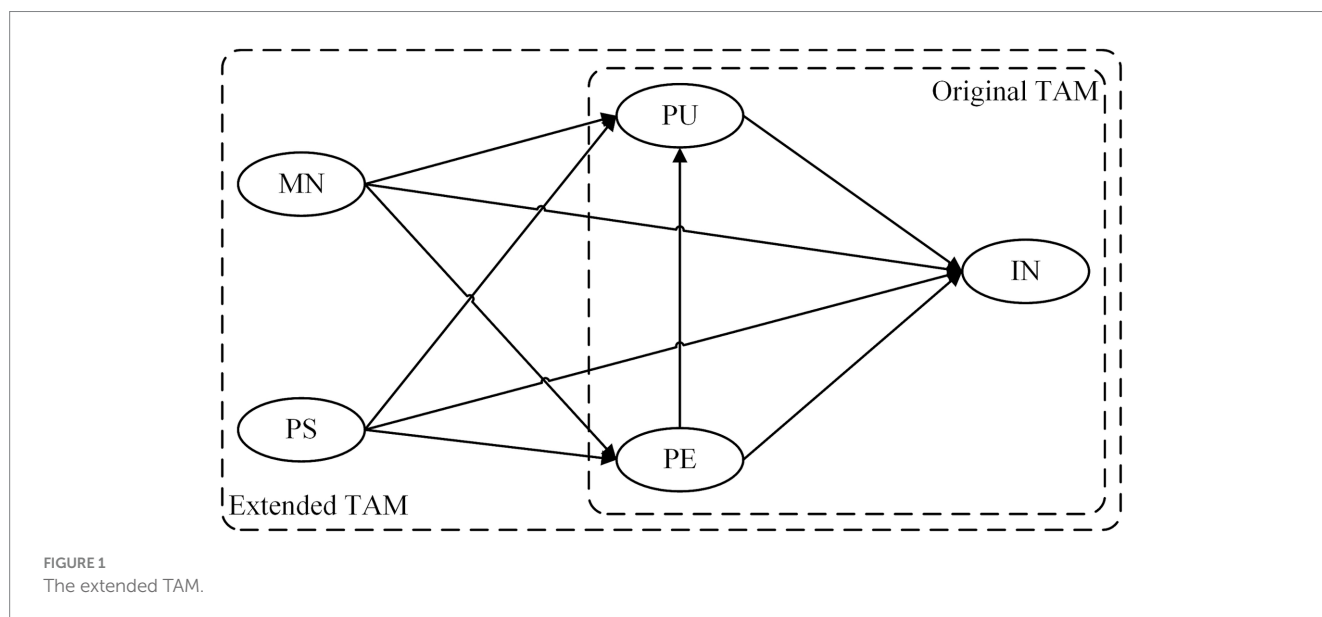 Original TAM
PU
MN
IN
PS
PE
Extended TAM
FIGURE 1
The extended TAM.